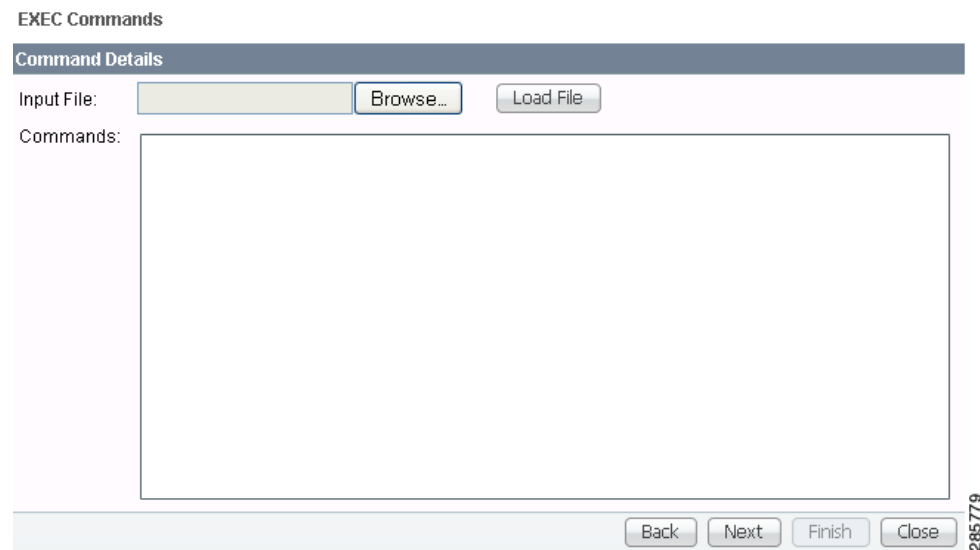 EXEC Commands
Command Details
Input File:
Browse...
Load File
Commands:
Back
Next
Finish
Close
285779